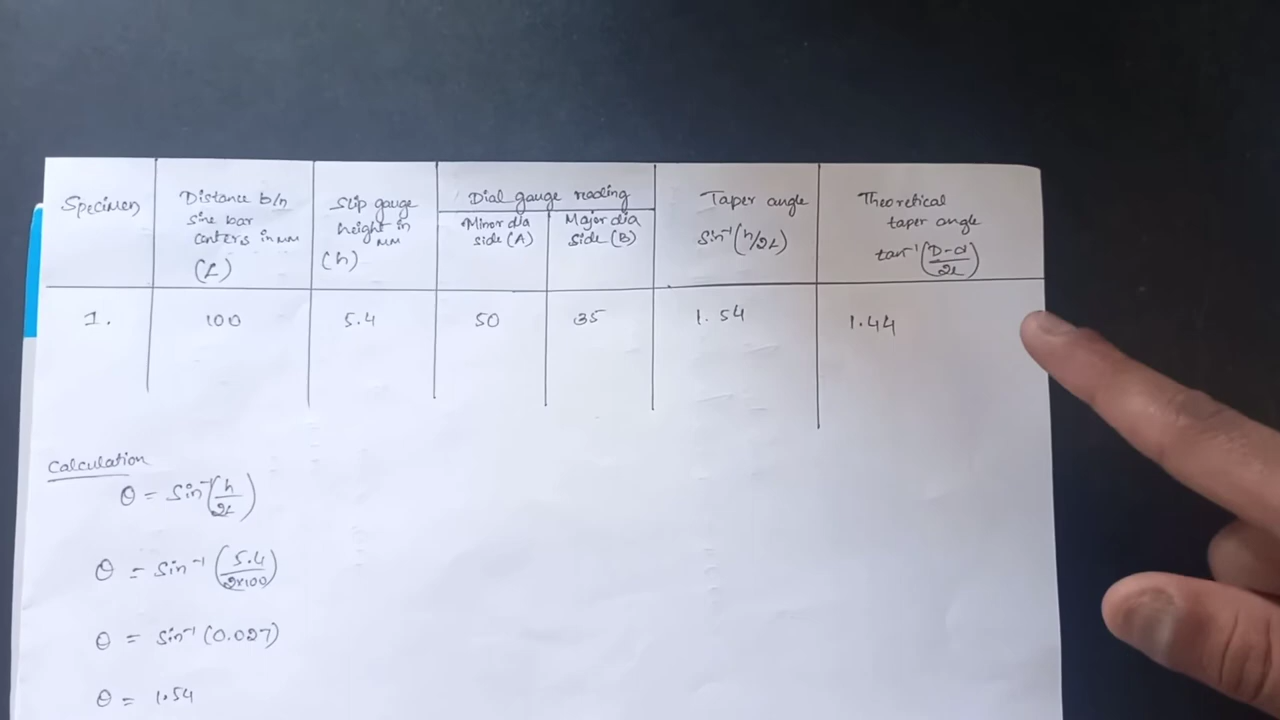 Specimen
Distance b/n
sine bar
centers in MM
(L)
Slip gauge
height in
MM
(h)
Dial gauge reading
Minor dia
side (A)
Major dia
side (B)
Taper angle
Sin⁻¹(h/2L)
Theoretical
taper angle
tan⁻¹(D-d/2l)
1.
100
5.4
50
35
1.54
1.44
Calculation
θ = Sin⁻¹(h/2L)
θ = Sin⁻¹(5.4/2×100)
θ = Sin⁻¹(0.027)
θ = 1.54